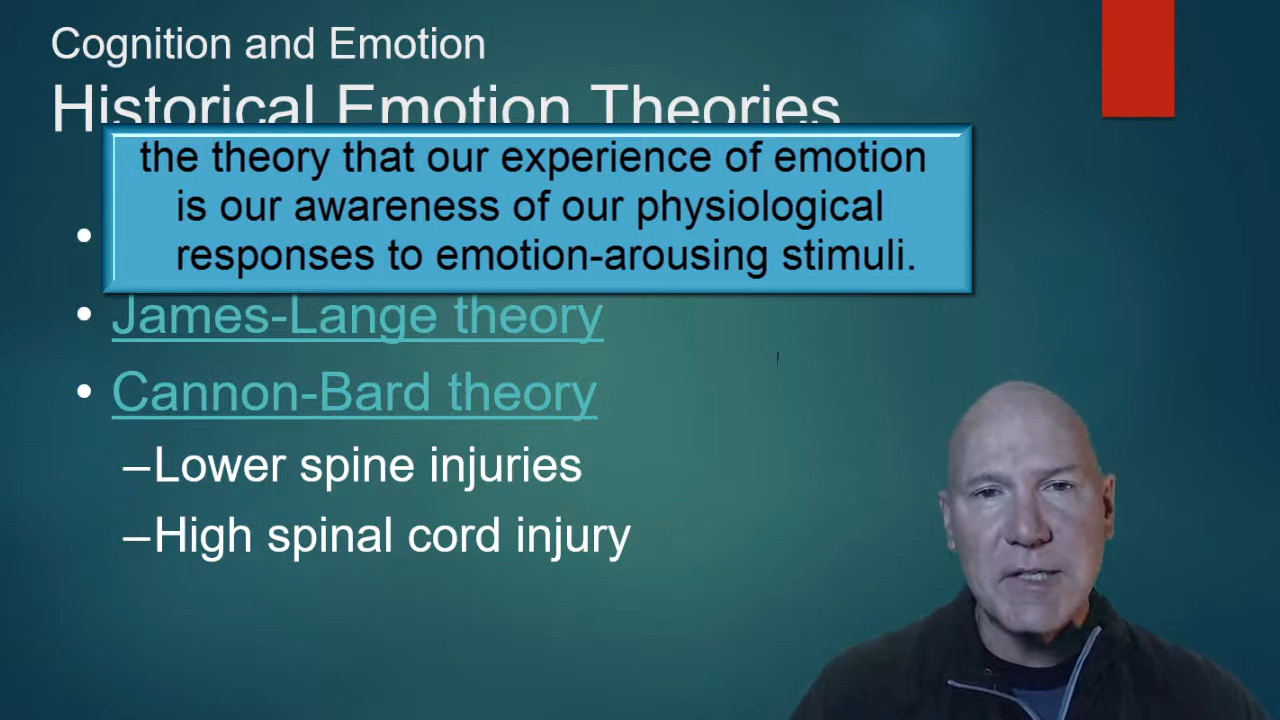 Cognition and Emotion
Historical Emotion Theories
the theory that our experience of emotion
is our awareness of our physiological
responses to emotion-arousing stimuli.
James-Lange theory
Cannon-Bard theory
–Lower spine injuries
–High spinal cord injury